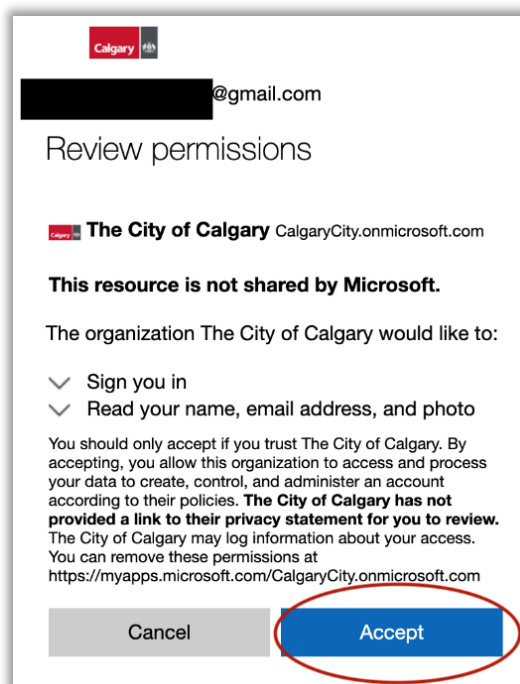 Calgary
@gmail.com
Review permissions
Calgary The City of Calgary CalgaryCity.onmicrosoft.com
This resource is not shared by Microsoft.
The organization The City of Calgary would like to:
Sign you in
Read your name, email address, and photo
You should only accept if you trust The City of Calgary. By
accepting, you allow this organization to access and process
your data to create, control, and administer an account
according to their policies. The City of Calgary has not
provided a link to their privacy statement for you to review.
The City of Calgary may log information about your access.
You can remove these permissions at
https://myapps.microsoft.com/CalgaryCity.onmicrosoft.com
Cancel Accept